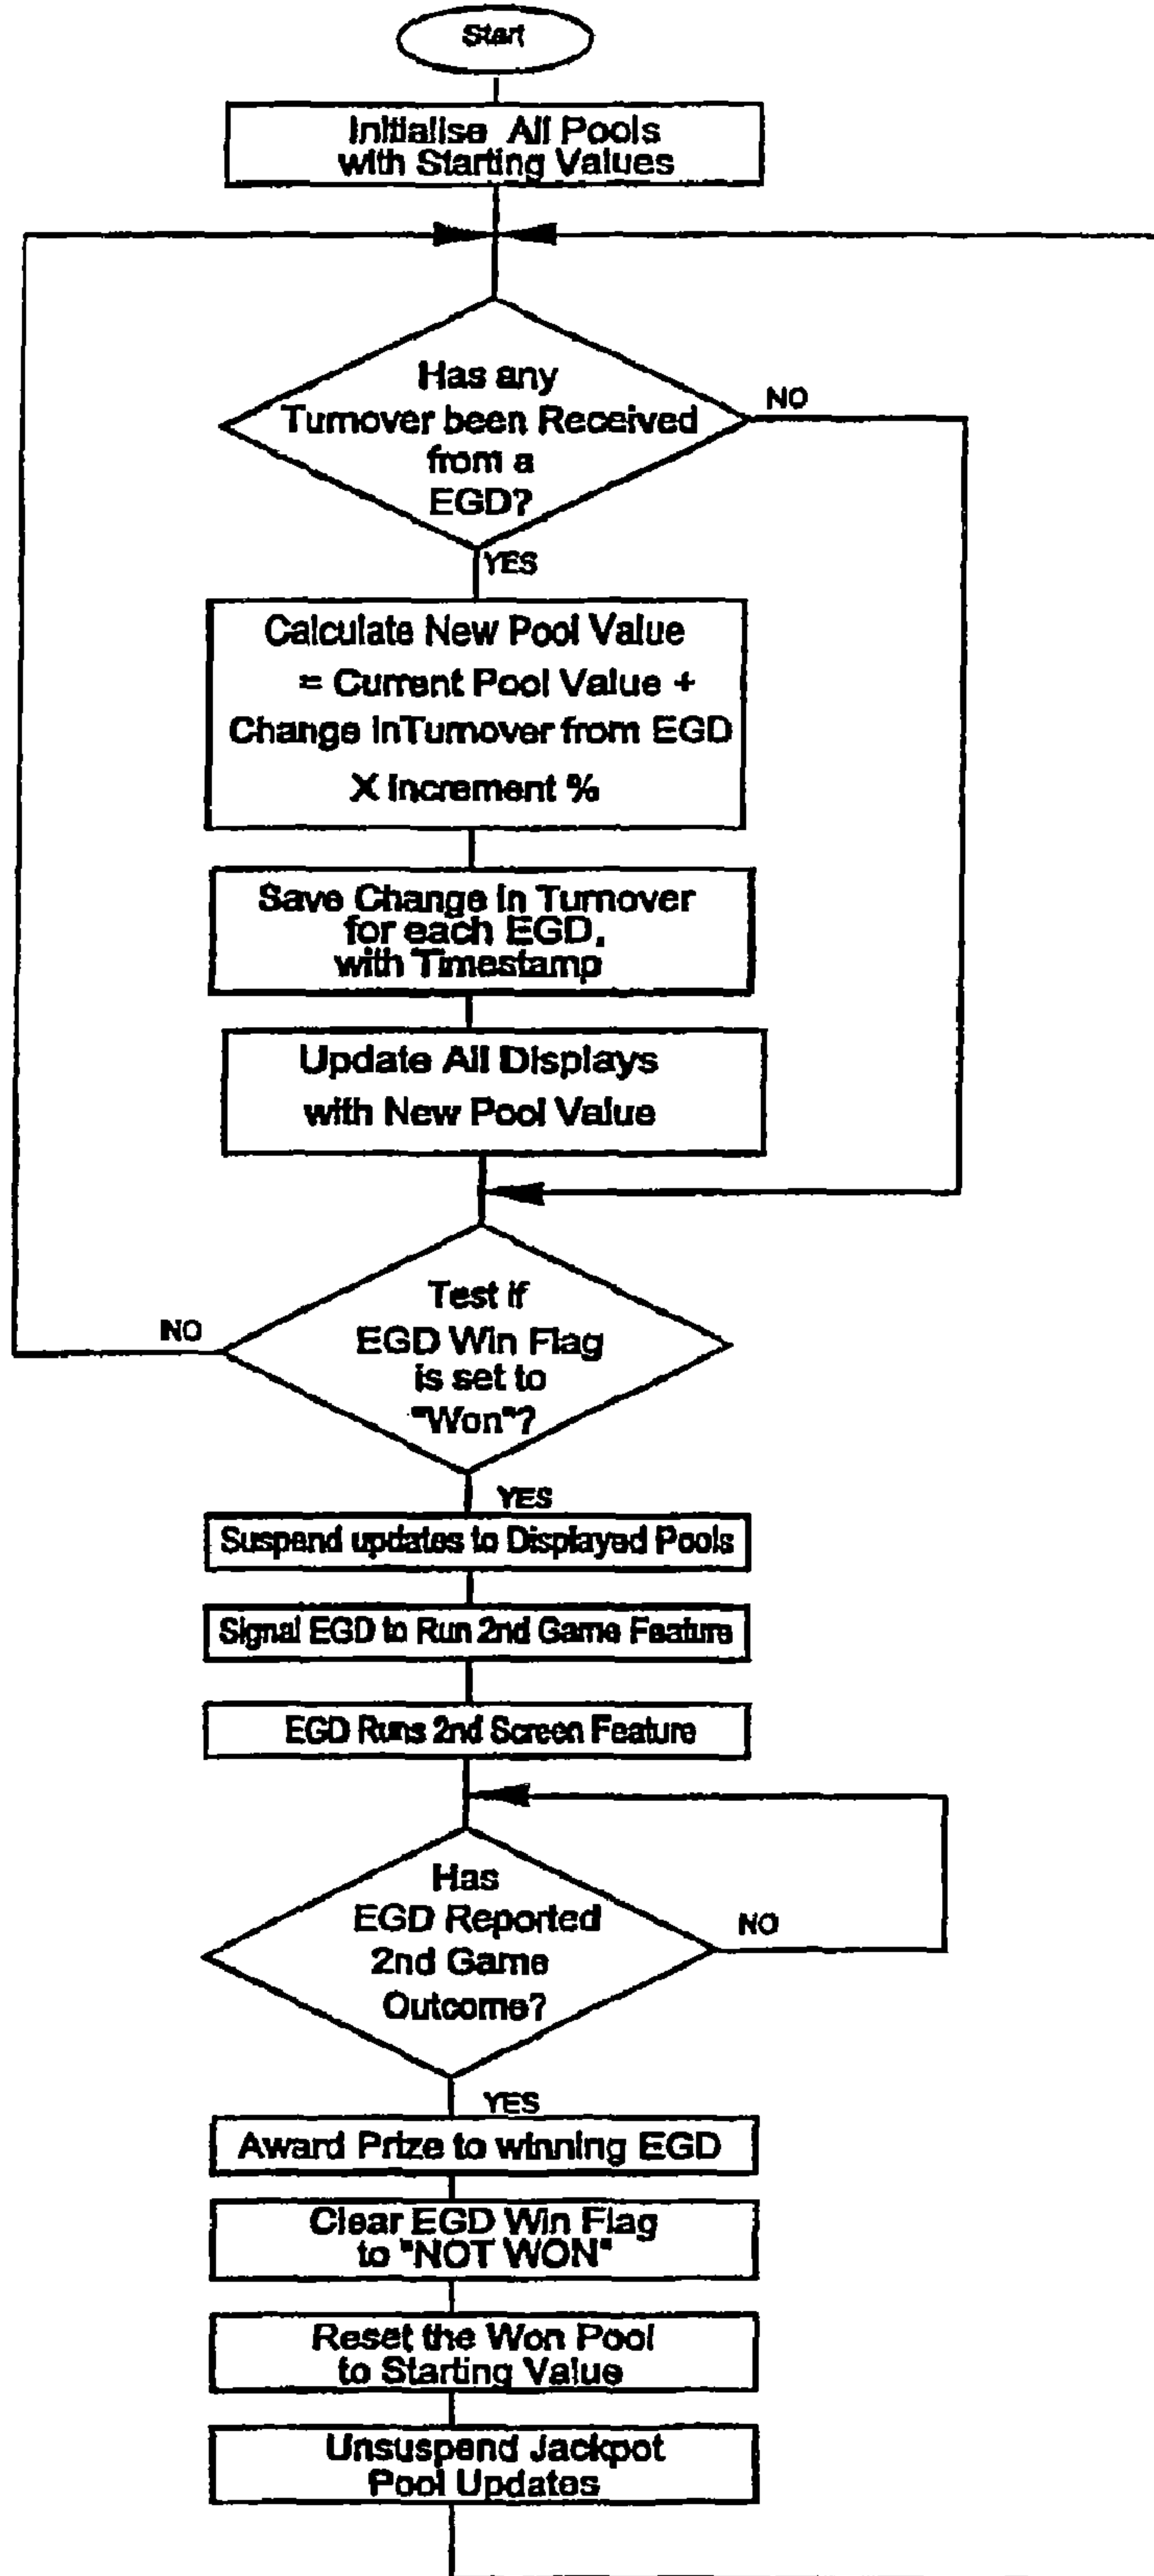 Start
Initialise All Pools
with Starting Values
Has any
Turnover been Received
from a
EGD?
NO
YES
Calculate New Pool Value
= Current Pool Value +
Change inTurnover from EGD
X Increment %
Save Change in Turnover
for each EGD,
with Timestamp
Update All Displays
with New Pool Value
Test if
EGD Win Flag
is set to
"Won"?
NO
YES
Suspend updates to Displayed Pools
Signal EGD to Run 2nd Game Feature
EGD Runs 2nd Screen Feature
Has
EGD Reported
2nd Game
Outcome?
NO
YES
Award Prize to winning EGD
Clear EGD Win Flag
to "NOT WON"
Reset the Won Pool
to Starting Value
Unsuspend Jackpot
Pool Updates